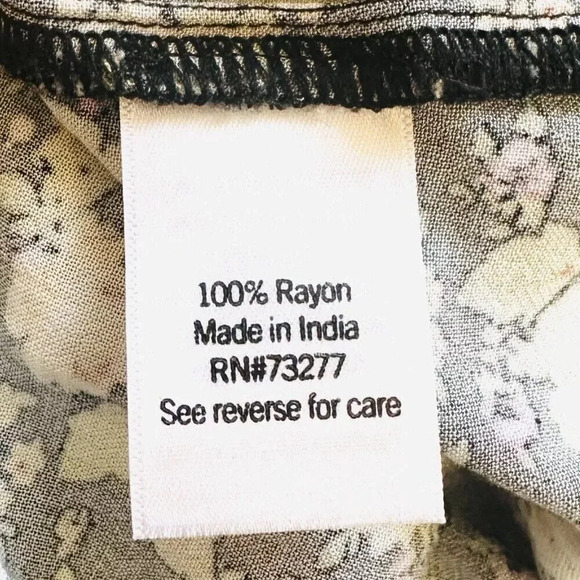 100% Rayon
Made in India
RN#73277
See reverse for care